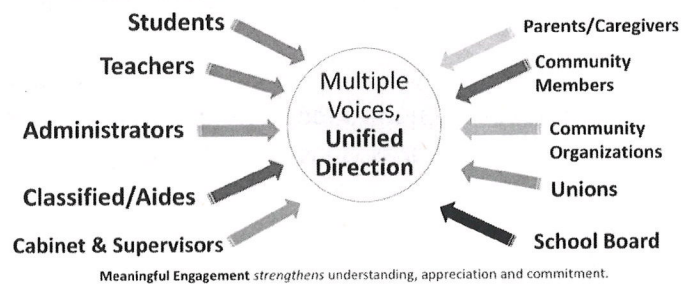 Students
Teachers
Administrators
Classified/Aides
Cabinet & Supervisors
Multiple
Voices,
Unified
Direction
Parents/Caregivers
Community
Members
Community
Organizations
Unions
School Board
Meaningful Engagement strengthens understanding, appreciation and commitment.